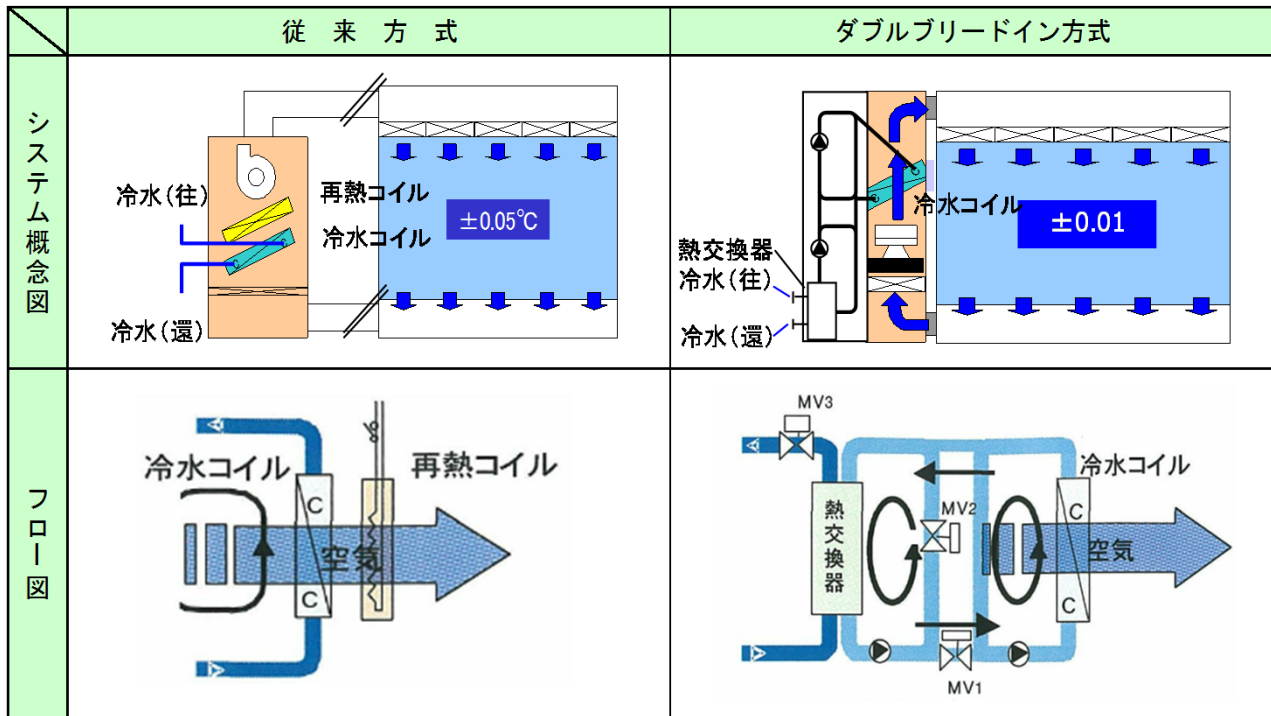 従来方式
ダブルブリードイン方式
システム概念図
冷水(往)
再熱コイル
冷水コイル
±0.05℃
冷水(還)
冷水コイル
±0.01
熱交換器
冷水(往)
冷水(還)
フロー図
冷水コイル
再熱コイル
C
空気
C
MV3
冷水コイル
熱交換器
MV2
C
空気
C
MV1